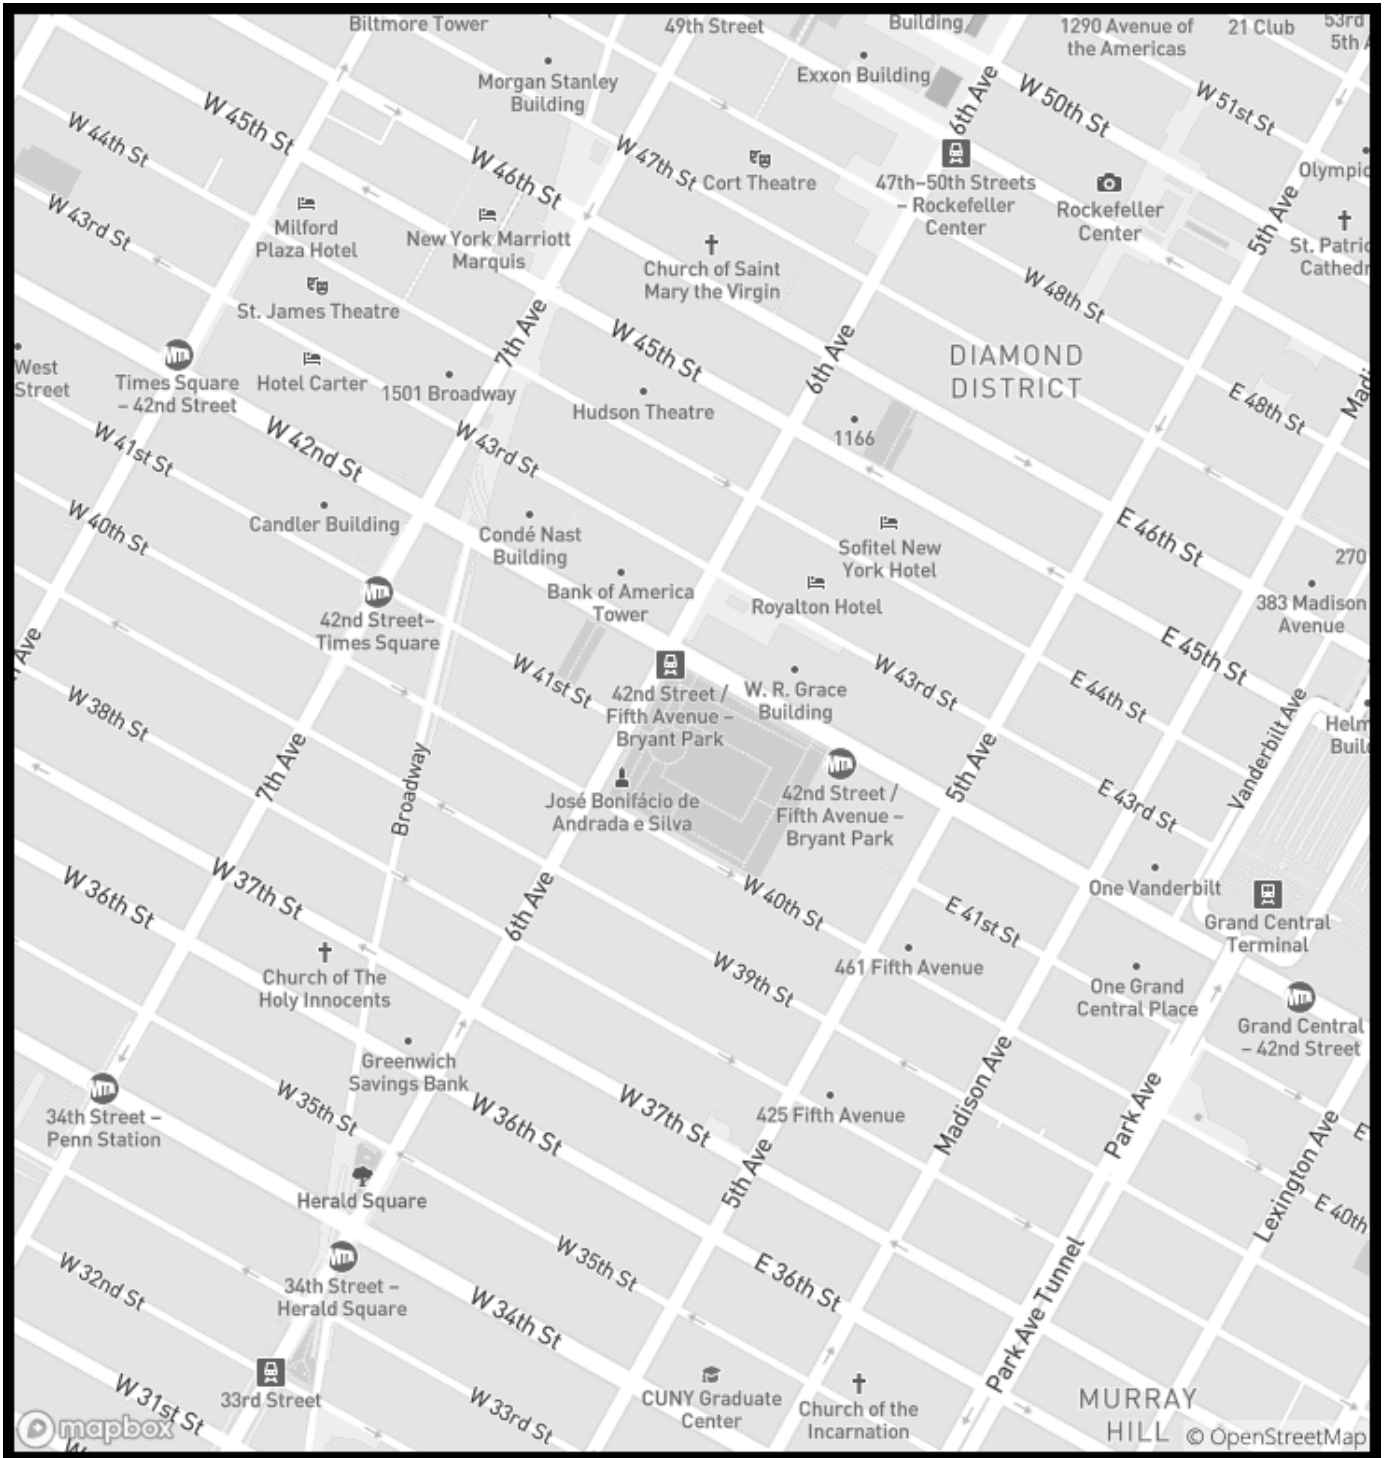 Biltmore Tower
49th Street
Building
1290 Avenue of
the Americas
21 Club
53rd
5th A
Morgan Stanley
Building
Exxon Building
6th Ave
W 50th St
W 51st St
W 45th St
W 44th St
W 46th St
W 47th St
Cort Theatre
47th–50th Streets
– Rockefeller
Center
Rockefeller
Center
Olympic
5th Ave
St. Patric
Cathedr
W 43rd St
Milford
Plaza Hotel
New York Marriott
Marquis
Church of Saint
Mary the Virgin
W 48th St
St. James Theatre
7th Ave
W 45th St
6th Ave
DIAMOND
DISTRICT
West
Street
MTA
Times Square
– 42nd Street
Hotel Carter
1501 Broadway
Hudson Theatre
1166
E 48th St
Madi
W 41st St
W 42nd St
W 43rd St
W 40th St
Candler Building
Condé Nast
Building
Sofitel New
York Hotel
E 46th St
270
Bank of America
Tower
Royalton Hotel
383 Madison
Avenue
MTA
42nd Street–
Times Square
Ave
W 41st St
42nd Street /
Fifth Avenue –
Bryant Park
W. R. Grace
Building
W 43rd St
E 44th St
E 45th St
Vanderbilt Ave
Helm
Build
W 38th St
7th Ave
Broadway
José Bonifácio de
Andrada e Silva
MTA
42nd Street /
Fifth Avenue –
Bryant Park
5th Ave
E 43rd St
W 37th St
W 36th St
6th Ave
W 40th St
E 41st St
One Vanderbilt
Grand Central
Terminal
Church of The
Holy Innocents
W 39th St
461 Fifth Avenue
One Grand
Central Place
MTA
Grand Central
– 42nd Street
Greenwich
Savings Bank
MTA
34th Street –
Penn Station
W 35th St
W 36th St
W 37th St
425 Fifth Avenue
Madison Ave
Park Ave
Lexington Ave
E
Herald Square
5th Ave
E 40th
MTA
34th Street –
Herald Square
W 32nd St
W 35th St
W 34th St
E 36th St
Park Ave Tunnel
33rd Street
W 31st St
W 33rd St
CUNY Graduate
Center
Church of the
Incarnation
MURRAY
HILL
mapbox
W
© OpenStreetMap